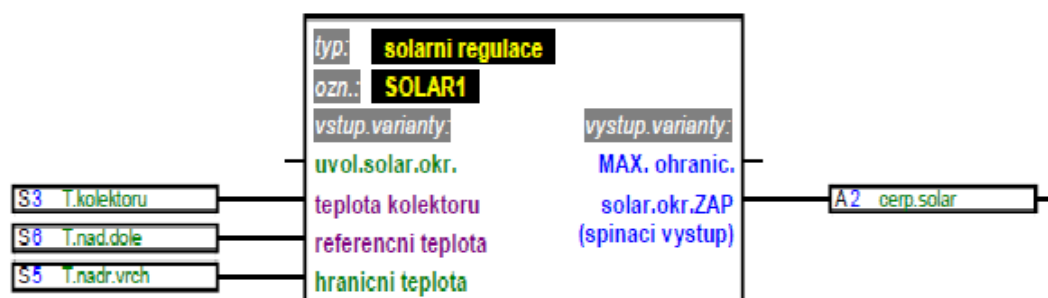 typ: solarni regulace
ozn.: SOLAR1
vstup.varianty: vystup.varianty:
uvol.solar.okr. MAX. ohranic.
S3 T.kolektoru teplota kolektoru solar.okr.ZAP A2 cerp.solar
S6 T.nad.dole referencni teplota (spinaci vystup)
S5 T.nadr.vrch hranicni teplota